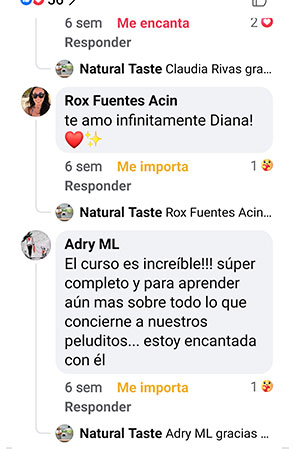 6 sem Me encanta 2
Responder
Natural Taste Claudia Rivas gra...
Rox Fuentes Acin
te amo infinitamente Diana!
❤️✨
6 sem Me importa 1
Responder
Natural Taste Rox Fuentes Acin...
Adry ML
El curso es increíble!!! súper
completo y para aprender
aún mas sobre todo lo que
concierne a nuestros
peluditos... estoy encantada
con él
6 sem Me importa 1
Responder
Natural Taste Adry ML gracias ...